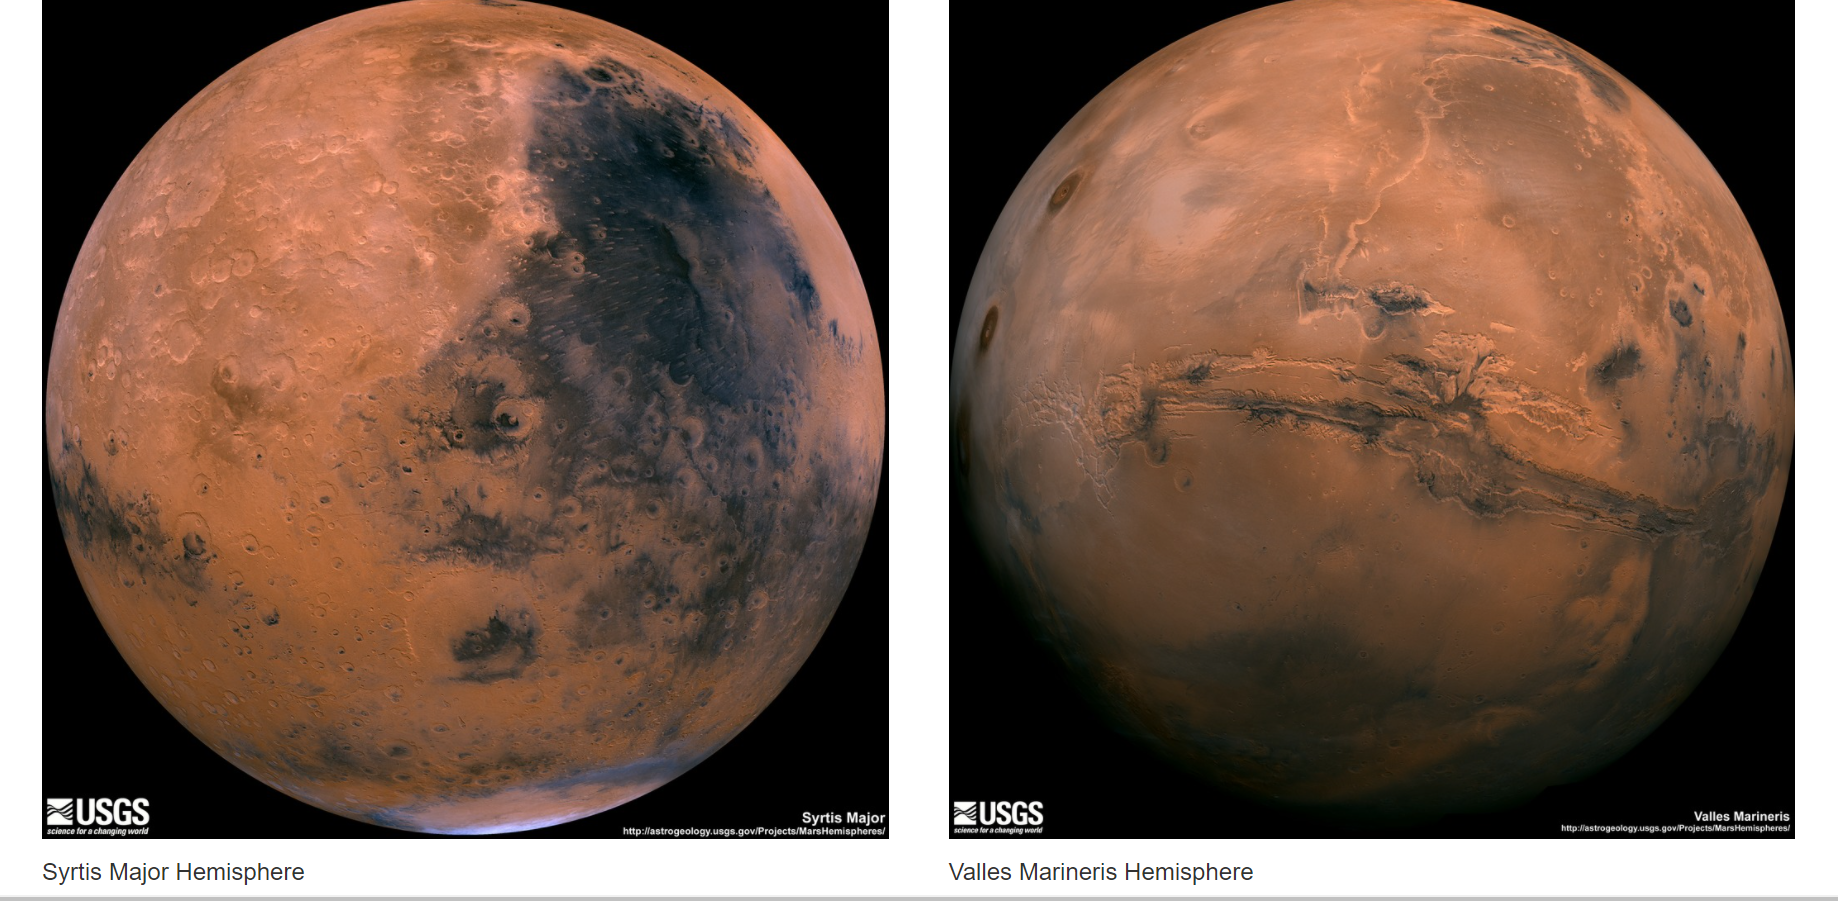 USGS
science for a changing world
Syrtis Major
http://astrogeology.usgs.gov/Projects/MarsHemispheres/
USGS
science for a changing world
Valles Marineris
http://astrogeology.usgs.gov/Projects/MarsHemispheres/
Syrtis Major Hemisphere
Valles Marineris Hemisphere